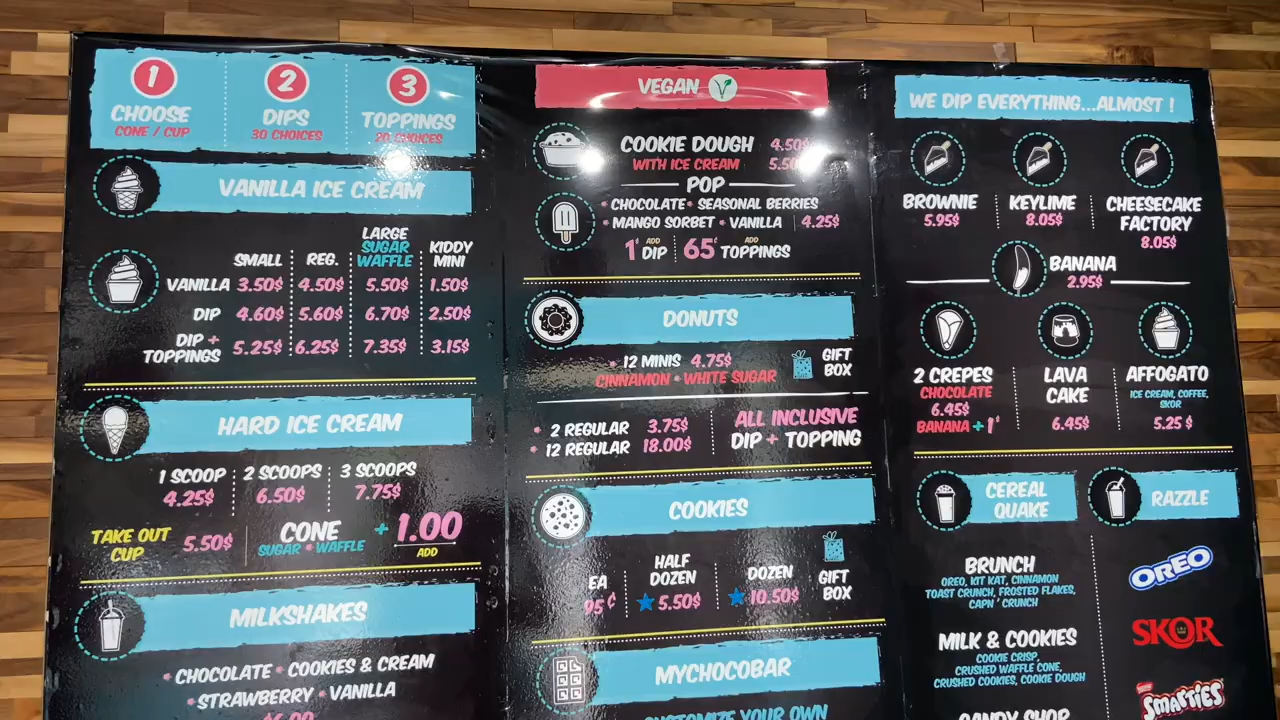 1 2 3
CHOOSE DIPS TOPPINGS
CONE / CUP 30 CHOICES 20 CHOICES
VANILLA ICE CREAM
SMALL REG. LARGE SUGAR WAFFLE KIDDY MINI
VANILLA 3.50$ 4.50$ 5.50$ 1.50$
DIP 4.60$ 5.60$ 6.70$ 2.50$
DIP + TOPPINGS 5.25$ 6.25$ 7.35$ 3.15$
HARD ICE CREAM
1 SCOOP 2 SCOOPS 3 SCOOPS
4.25$ 6.50$ 7.75$
TAKE OUT CUP 5.50$
CONE + 1.00
SUGAR • WAFFLE ADD
MILKSHAKES
CHOCOLATE • COOKIES & CREAM
• STRAWBERRY • VANILLA
VEGAN V
COOKIE DOUGH 4.50$
WITH ICE CREAM 5.50
POP
• CHOCOLATE • SEASONAL BERRIES
• MANGO SORBET • VANILLA 4.25$
1$ ADD DIP 65¢ ADD TOPPINGS
DONUTS
• 12 MINIS 4.75$
CINNAMON • WHITE SUGAR
GIFT BOX
• 2 REGULAR 3.75$
• 12 REGULAR 18.00$
ALL INCLUSIVE
DIP + TOPPING
COOKIES
EA HALF DOZEN DOZEN
95¢ 5.50$ 10.50$
GIFT BOX
MYCHOCOBAR
CUSTOMIZE YOUR OWN
WE DIP EVERYTHING...ALMOST !
BROWNIE KEYLIME CHEESECAKE FACTORY
5.95$ 8.05$ 8.05$
BANANA
2.95$
2 CREPES
CHOCOLATE
6.45$
BANANA + 1$
LAVA CAKE
6.45$
AFFOGATO
ICE CREAM, COFFEE,
SKOR
5.25 $
CEREAL QUAKE
BRUNCH
OREO, KIT KAT, CINNAMON
TOAST CRUNCH, FROSTED FLAKES,
CAPN ' CRUNCH
MILK & COOKIES
COOKIE CRISP,
CRUSHED WAFFLE CONE,
CRUSHED COOKIES, COOKIE DOUGH
CANDY SHOP
RAZZLE
OREO
SKOR
Nestlé
SMARTIES